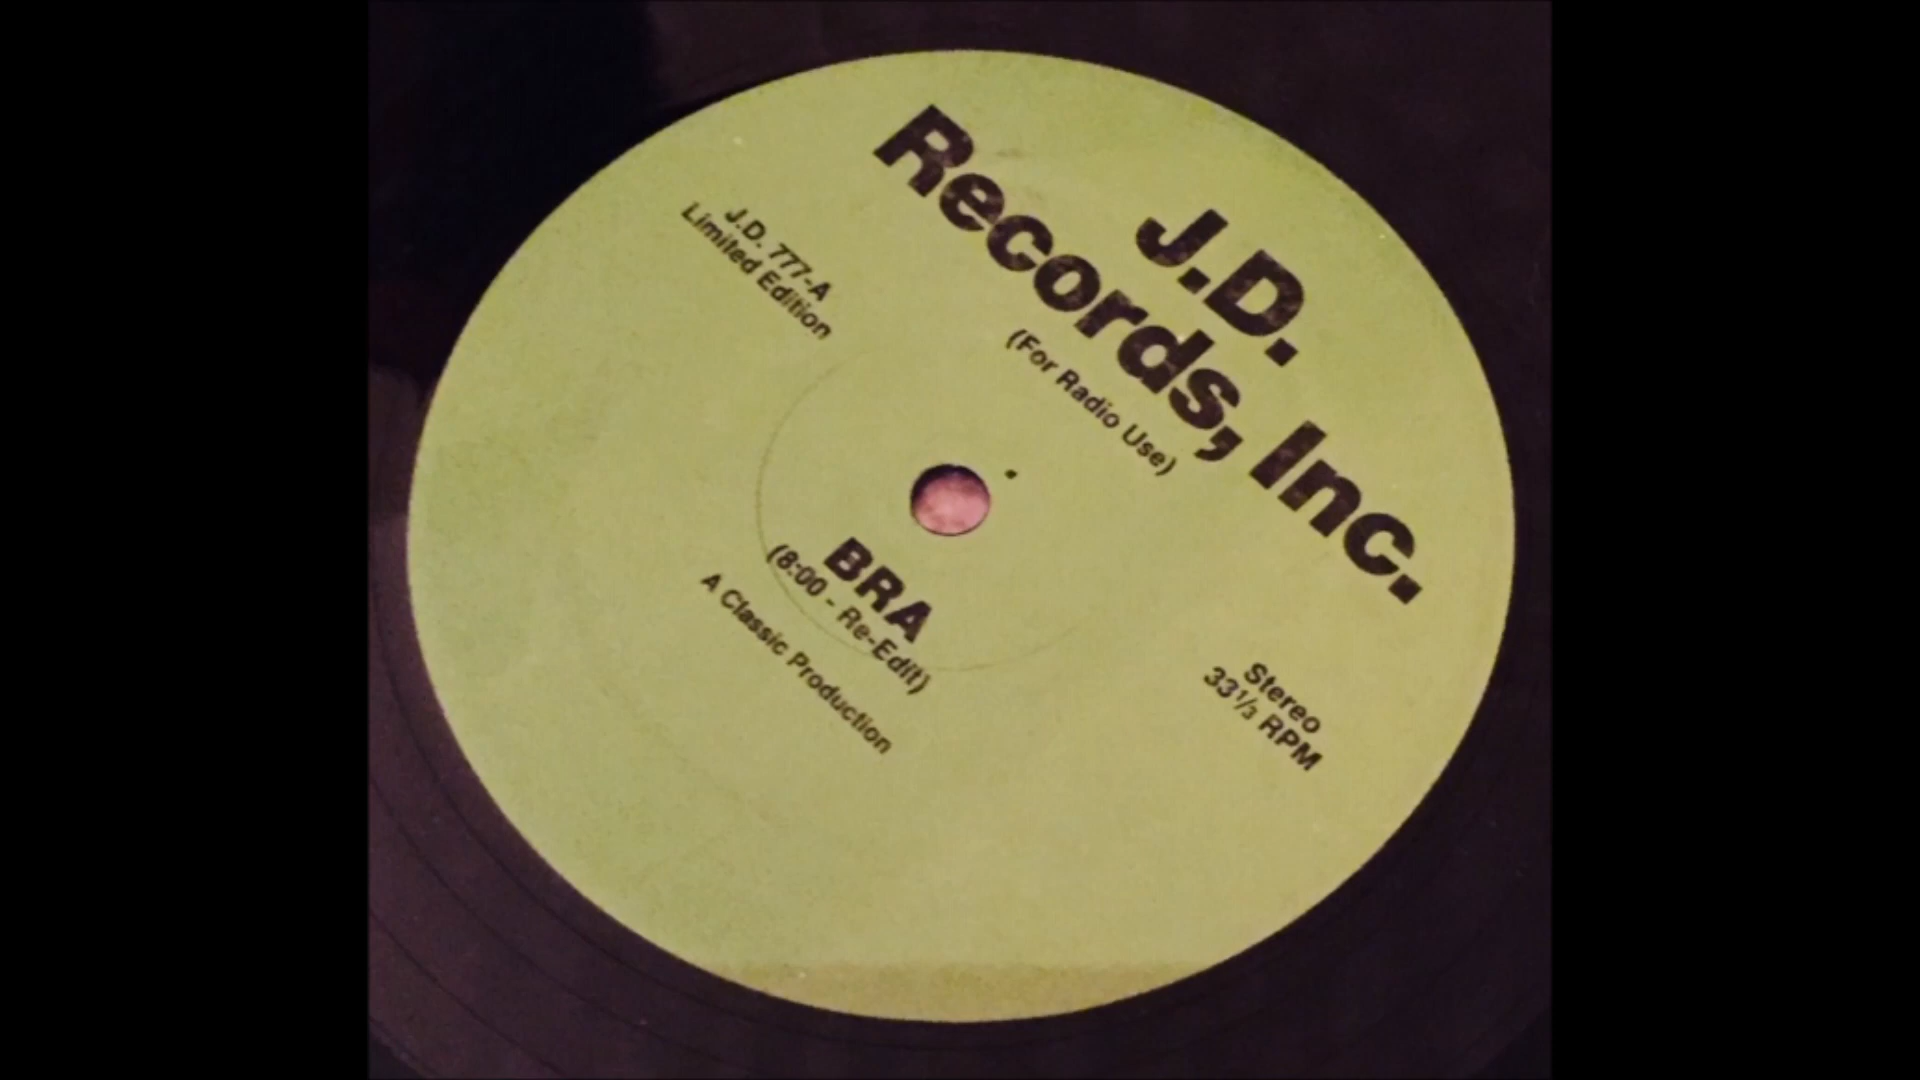 J.D.
Records, Inc.
(For Radio Use)
J.D. 777-A
Limited Edition
BRA
(8:00 - Re-Edit)
A Classic Production
Stereo
33⅓ RPM